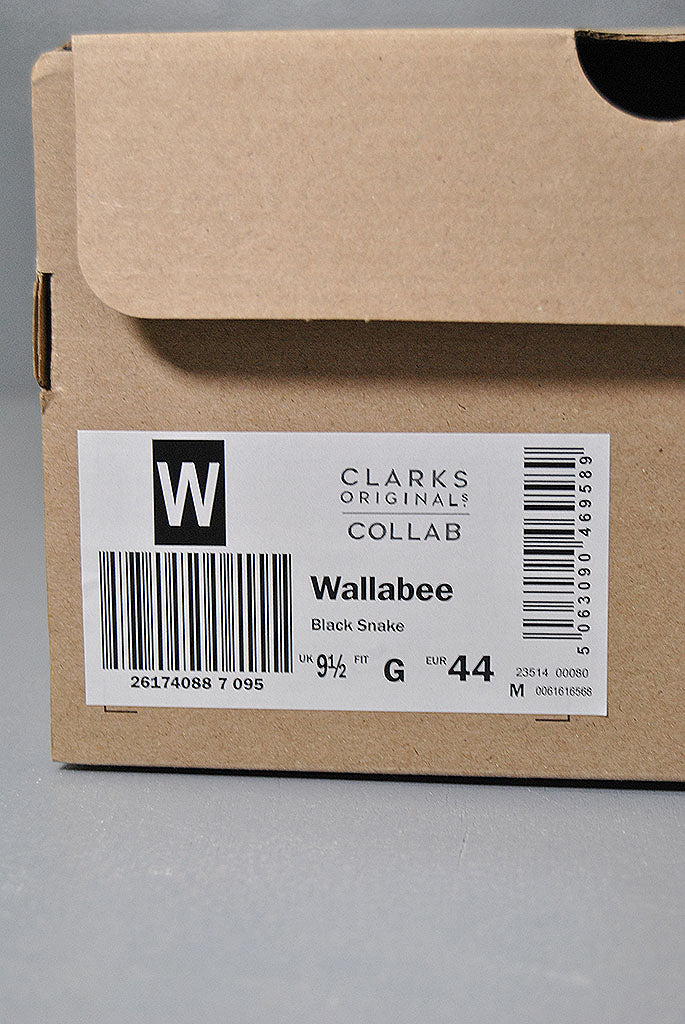 W
CLARKS
ORIGINALS.
COLLAB
Wallabee
Black Snake
UK 9½ FIT G EUR 44
26174088 7 095
23514 00080
M 0061616568
5 063090 469589